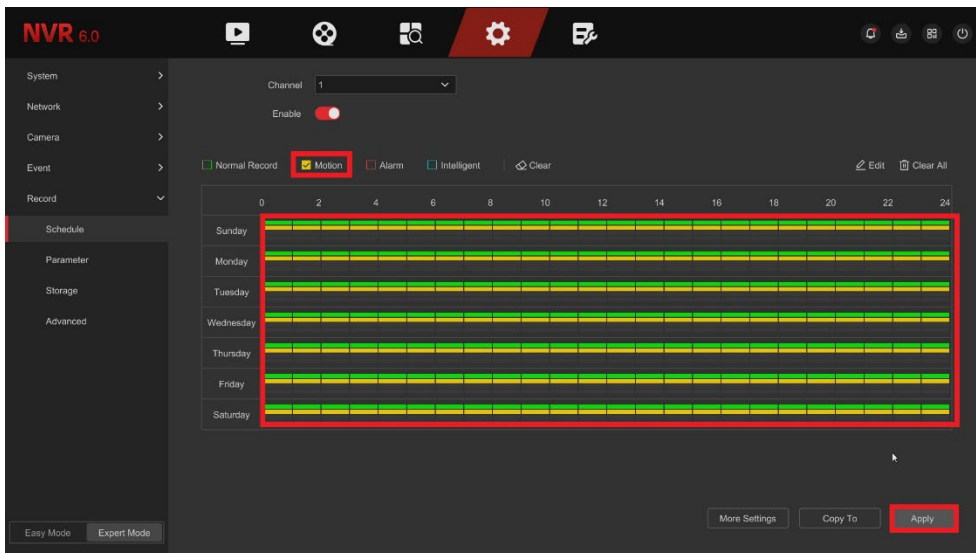 NVR 6.0
System
Network
Camera
Event
Record
Schedule
Parameter
Storage
Advanced
Easy Mode Expert Mode
Channel 1
Enable
Normal Record Motion Alarm Intelligent Clear Edit Clear All
0 2 4 6 8 10 12 14 16 18 20 22 24
Sunday
Monday
Tuesday
Wednesday
Thursday
Friday
Saturday
More Settings Copy To Apply